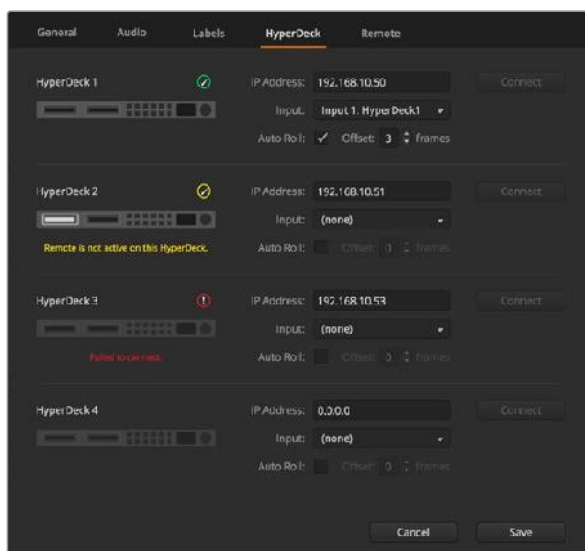 General Audio Labels HyperDeck Remote
HyperDeck 1 IP Address: 192.168.10.50 Connect
Input: Input 1: HyperDeck1
Auto Roll: Offset: 3 frames
HyperDeck 2 IP Address: 192.168.10.51 Connect
Input: (none)
Remote is not active on this HyperDeck. Auto Roll: Offset: 0 frames
HyperDeck 3 IP Address: 192.168.10.53 Connect
Input: (none)
Failed to connect. Auto Roll: Offset: 0 frames
HyperDeck 4 IP Address: 0.0.0.0 Connect
Input: (none)
Auto Roll: Offset: 0 frames
Cancel Save